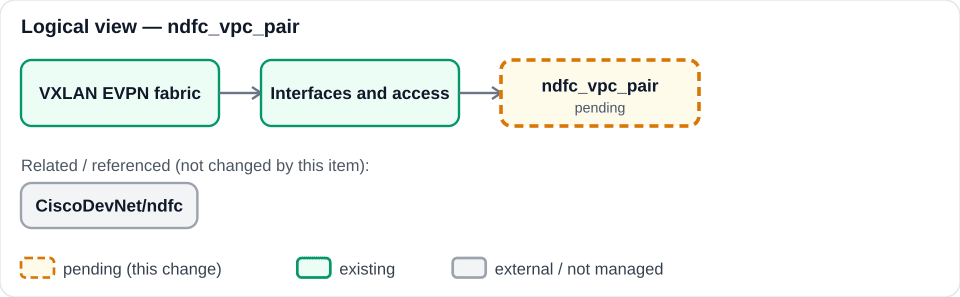 Logical view — ndfc_vpc_pair
VXLAN EVPN fabric
Interfaces and access
ndfc_vpc_pair
pending
Related / referenced (not changed by this item):
CiscoDevNet/ndfc
pending (this change)
existing
external / not managed